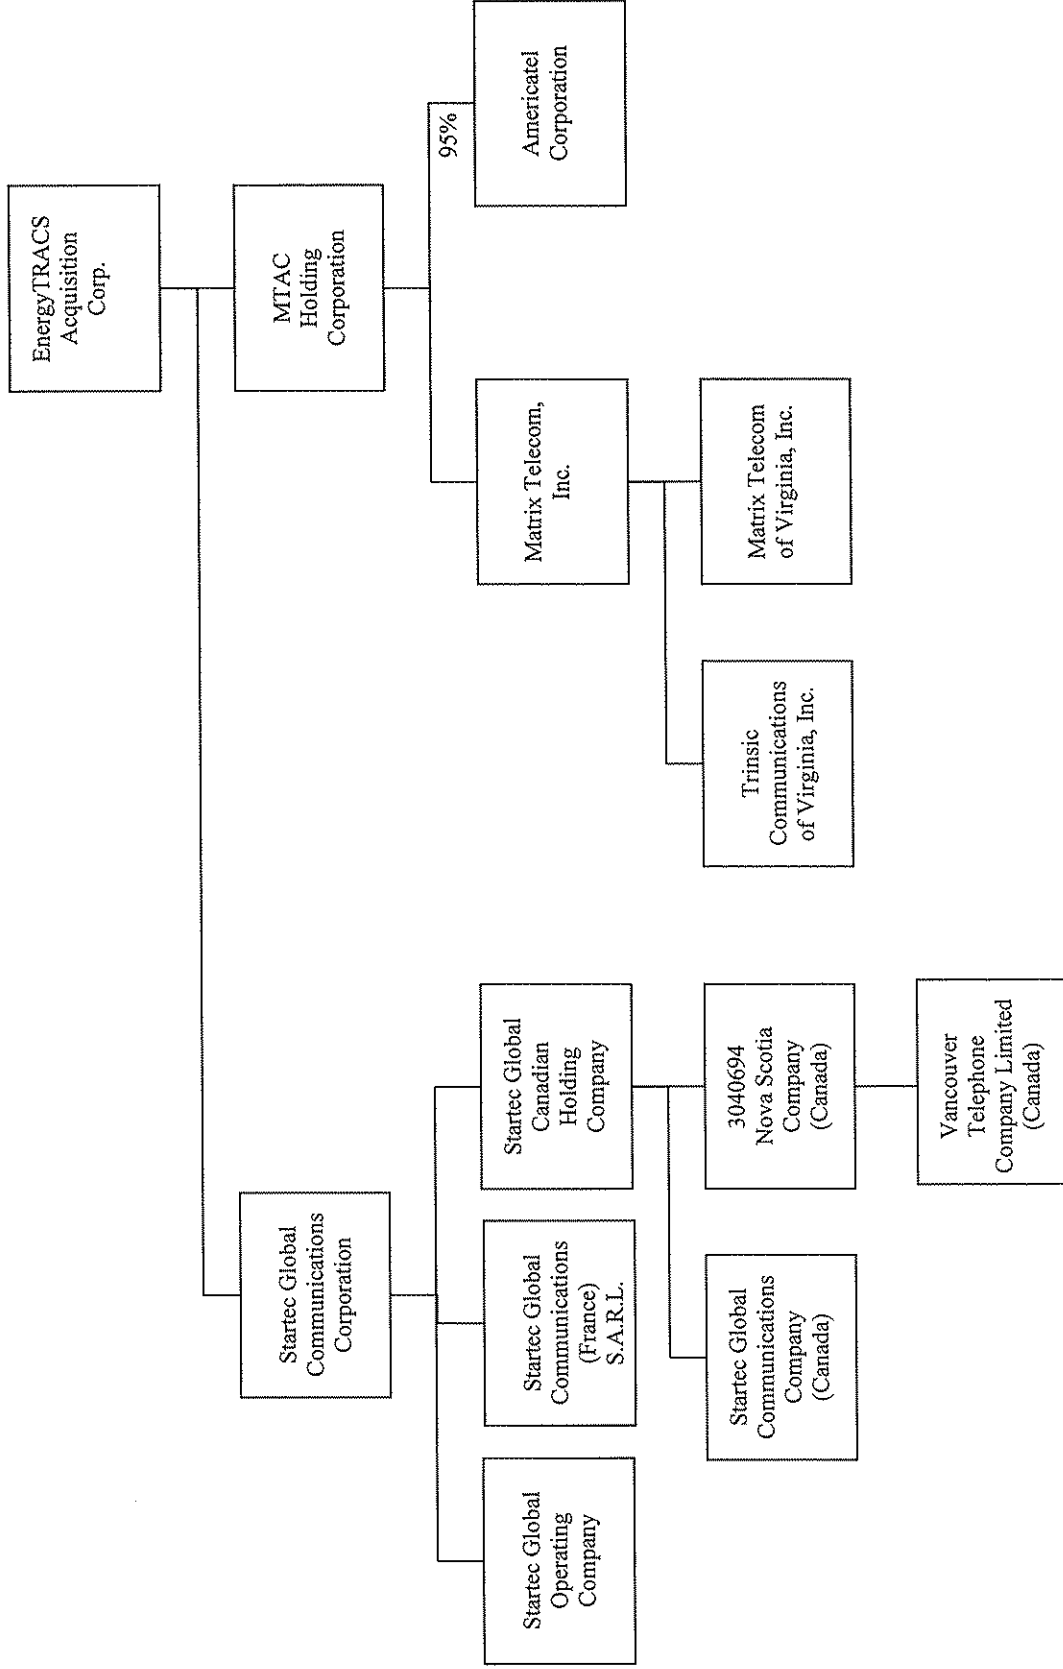 EnergyTRACS
Acquisition
Corp.
Startec Global
Communications
Corporation
MTAC
Holding
Corporation
Startec Global
Operating
Company
Startec Global
Communications
(France)
S.A.R.L.
Startec Global
Canadian
Holding
Company
Matrix Telecom,
Inc.
95%
Americatel
Corporation
Startec Global
Communications
Company
(Canada)
3040694
Nova Scotia
Company
(Canada)
Trinsic
Communications
of Virginia, Inc.
Matrix Telecom
of Virginia, Inc.
Vancouver
Telephone
Company Limited
(Canada)